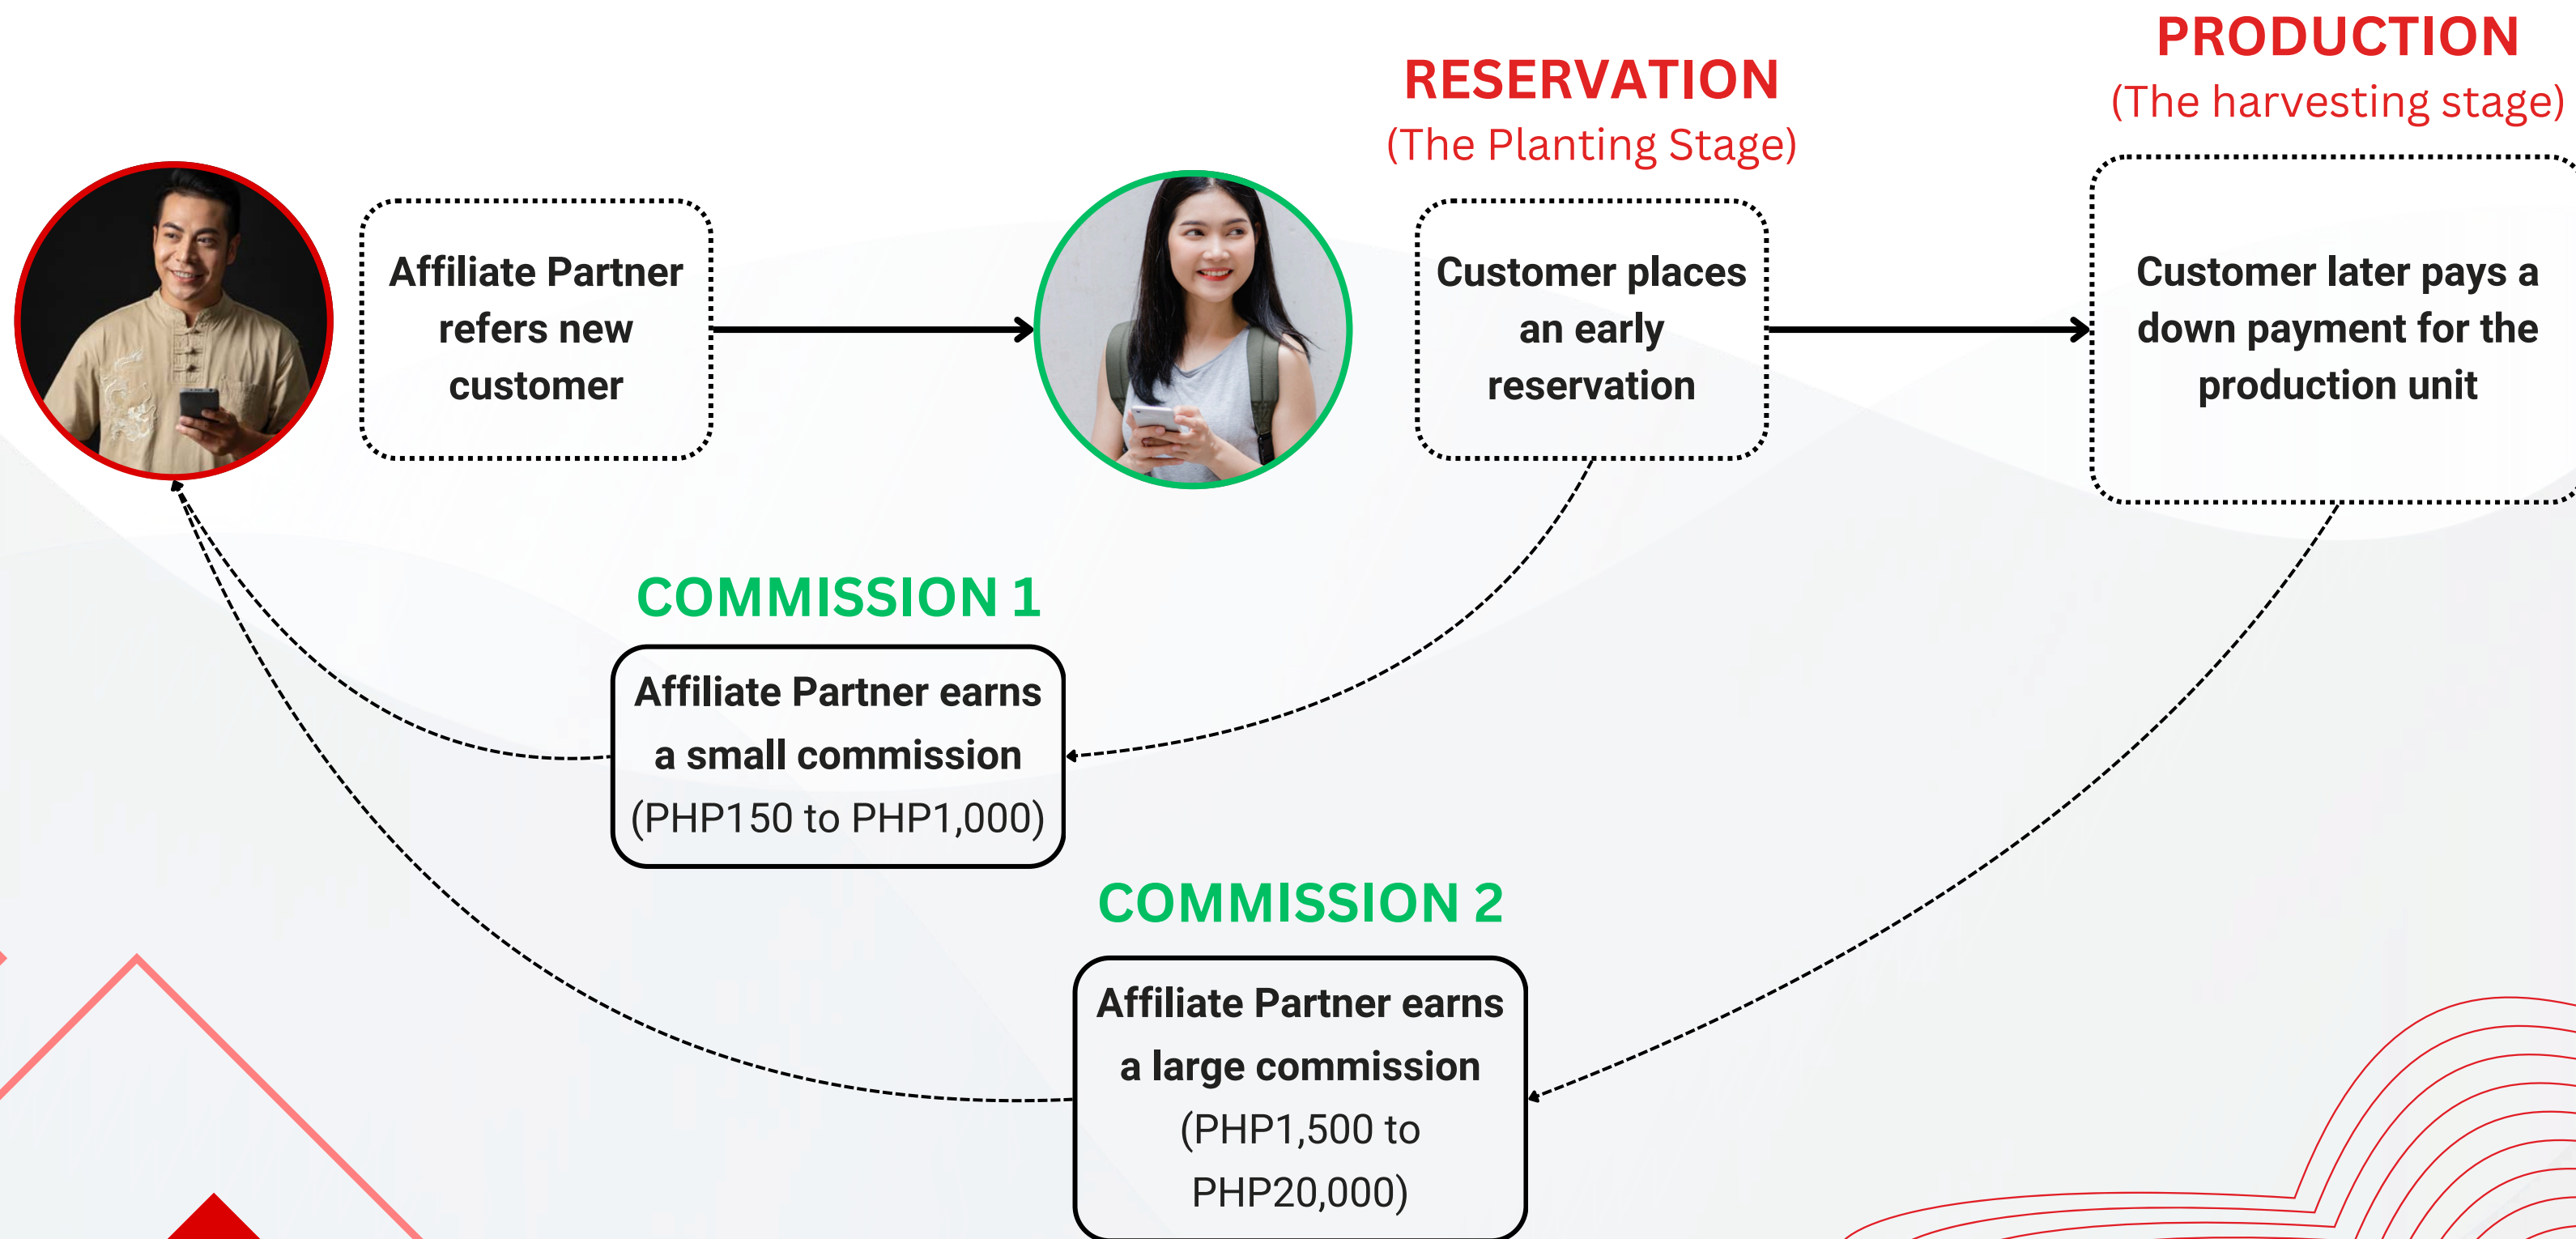 PRODUCTION
(The harvesting stage)
RESERVATION
(The Planting Stage)
Affiliate Partner
refers new
customer
Customer places
an early
reservation
Customer later pays a
down payment for the
production unit
COMMISSION 1
Affiliate Partner earns
a small commission
(PHP150 to PHP1,000)
COMMISSION 2
Affiliate Partner earns
a large commission
(PHP1,500 to
PHP20,000)